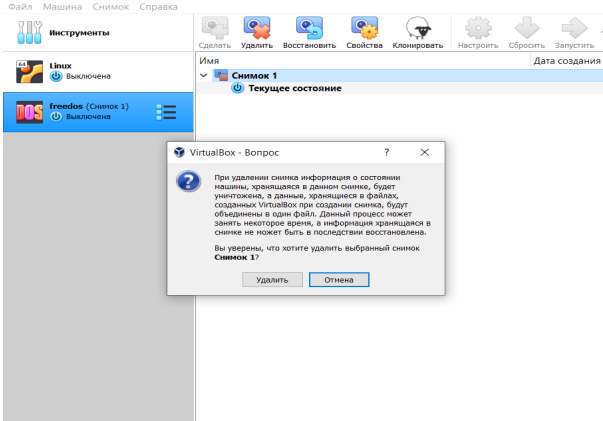 Файл Машина Снимок Справка
Инструменты
Сделать Удалить Восстановить Свойства Клонировать Настроить Сбросить Запустить
Имя Дата создания
64
Linux
Выключена
Снимок 1
Текущее состояние
DOS
freedos (Снимок 1)
Выключена
VirtualBox - Вопрос ?
При удалении снимка информация о состоянии
машины, хранящаяся в данном снимке, будет
уничтожена, а данные, хранящиеся в файлах,
созданных VirtualBox при создании снимка, будут
объединены в один файл. Данный процесс может
занять некоторое время, а информация хранящаяся в
снимке не может быть в последствии восстановлена.
Вы уверены, что хотите удалить выбранный снимок
Снимок 1?
Удалить Отмена